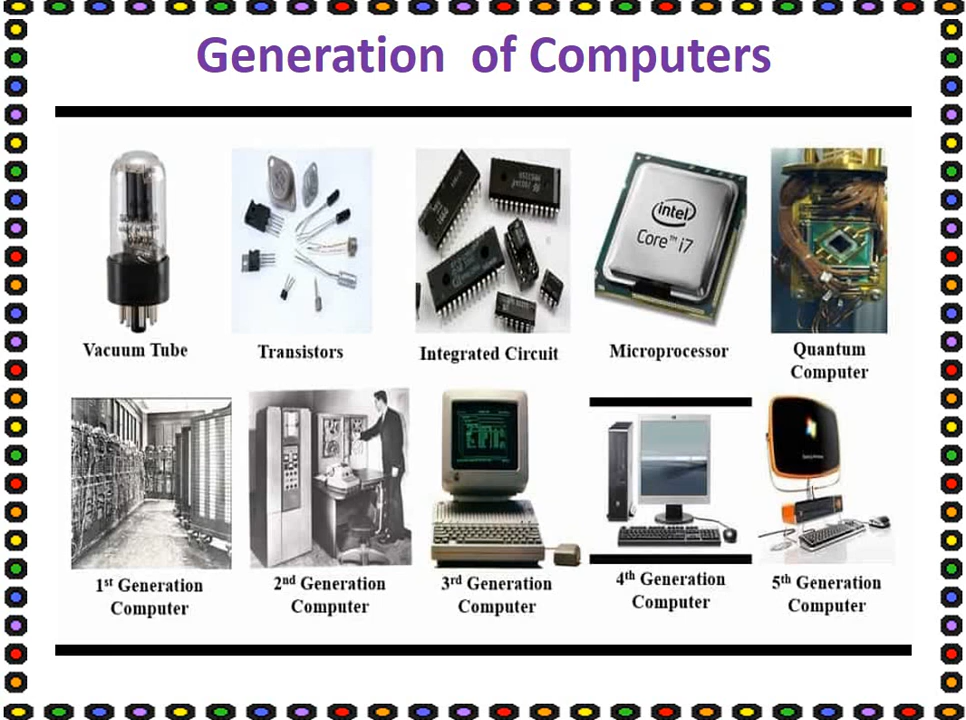 Generation of Computers
intel
Core™ i7
Vacuum Tube
Transistors
Integrated Circuit
Microprocessor
Quantum
Computer
1st Generation
Computer
2nd Generation
Computer
3rd Generation
Computer
4th Generation
Computer
5th Generation
Computer